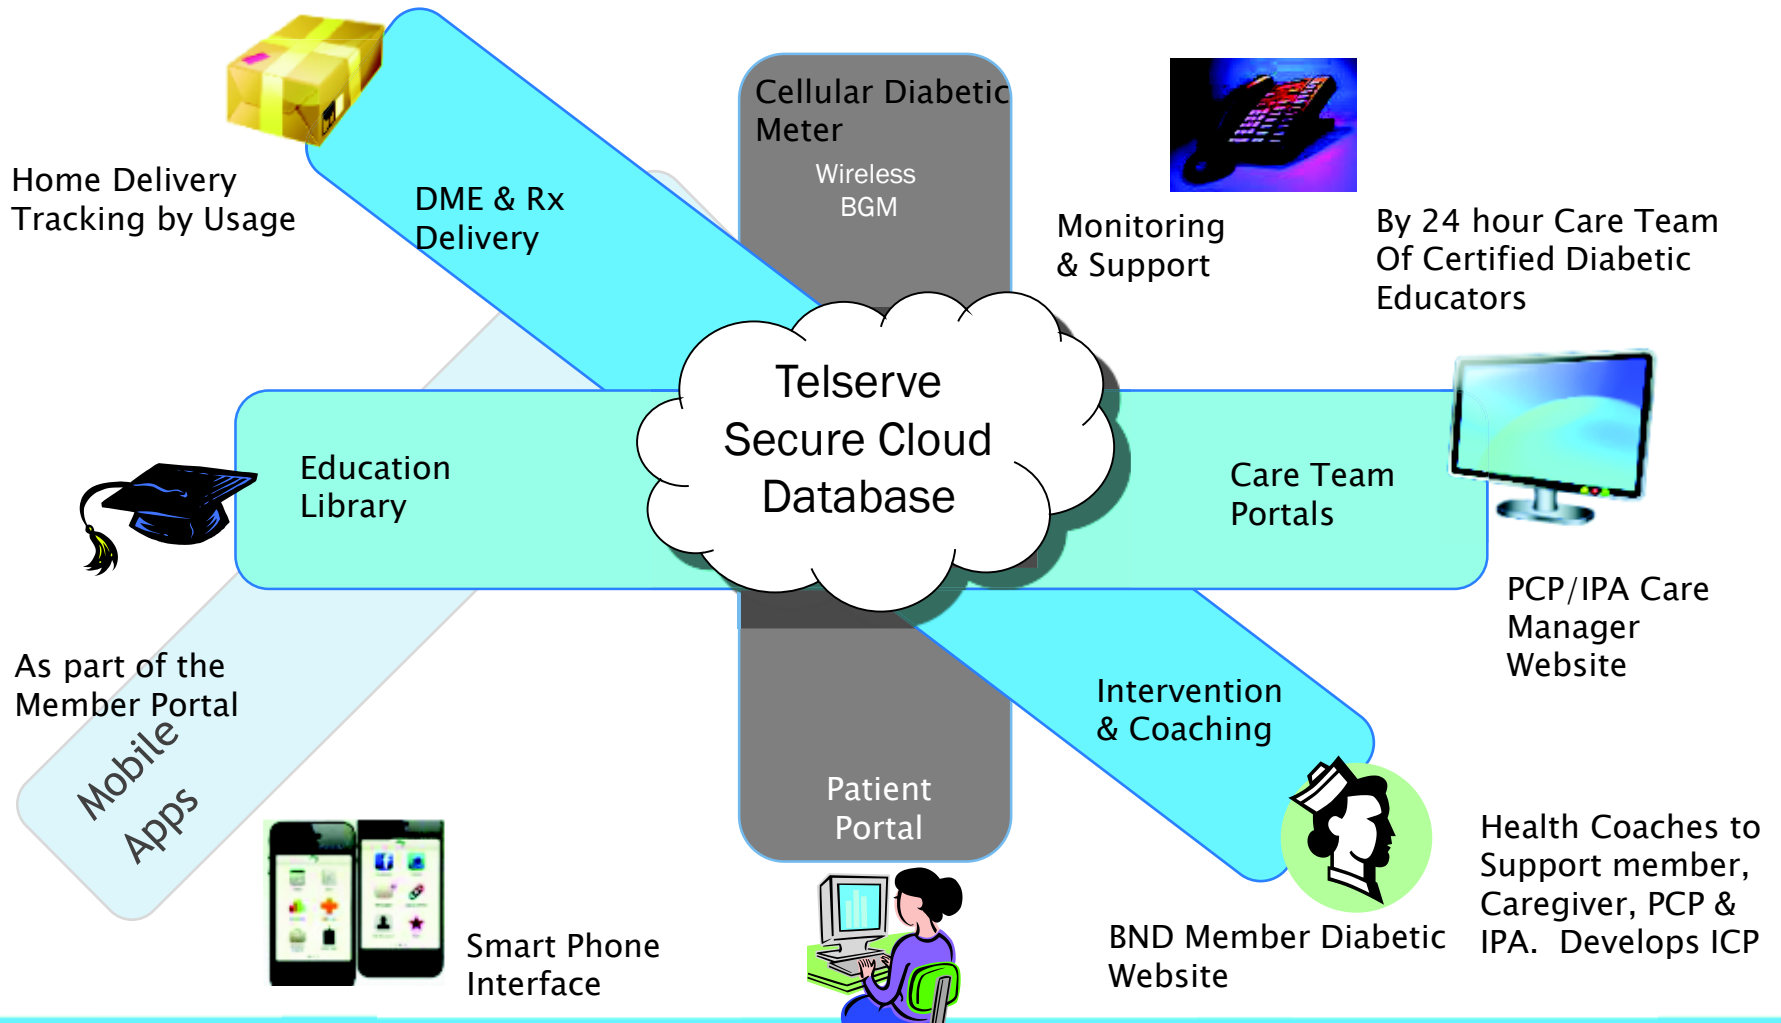 Cellular Diabetic
Meter
Wireless
BGM
Home Delivery
Tracking by Usage
DME & Rx
Delivery
Monitoring
& Support
By 24 hour Care Team
Of Certified Diabetic
Educators
Telserve
Secure Cloud
Database
Education
Library
Care Team
Portals
PCP/IPA Care
Manager
Website
As part of the
Member Portal
Mobile
Apps
Intervention
& Coaching
Patient
Portal
Smart Phone
Interface
BND Member Diabetic
Website
Health Coaches to
Support member,
Caregiver, PCP &
IPA.  Develops ICP